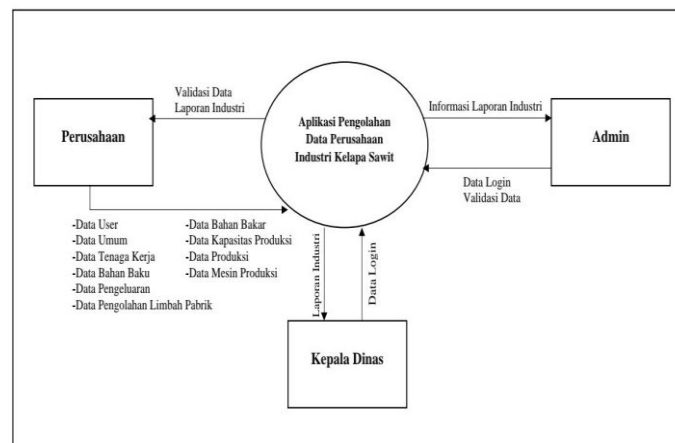 Validasi Data
Laporan Industri
Perusahaan
Aplikasi Pengolahan
Data Perusahaan
Industri Kelapa Sawit
Informasi Laporan Industri
Admin
Data Login
Validasi Data
-Data User
-Data Umum
-Data Tenaga Kerja
-Data Bahan Baku
-Data Pengeluaran
-Data Pengolahan Limbah Pabrik
-Data Bahan Bakar
-Data Kapasitas Produksi
-Data Produksi
-Data Mesin Produksi
Laporan Industri
Data Login
Kepala Dinas